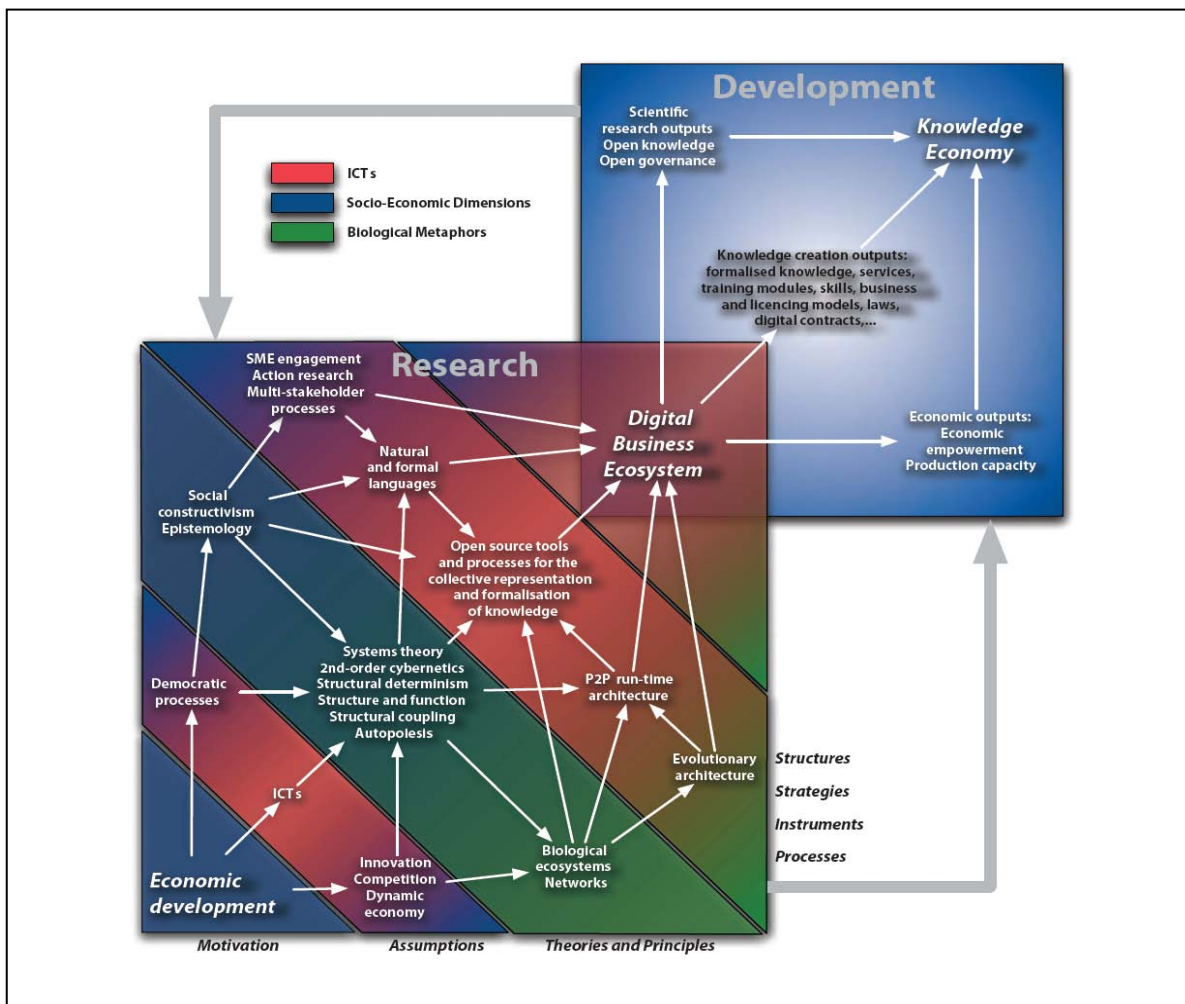 Development
Scientific
research outputs
Open knowledge
Open governance
Knowledge
Economy
ICTs
Socio-Economic Dimensions
Biological Metaphors
Knowledge creation outputs:
formalised knowledge, services,
training modules, skills, business
and licencing models, laws,
digital contracts,...
Research
SME engagement
Action research
Multi-stakeholder
processes
Digital
Business
Ecosystem
Economic outputs:
Economic
empowerment
Production capacity
Natural
and formal
languages
Social
constructivism
Epistemology
Open source tools
and processes for the
collective representation
and formalisation
of knowledge
Systems theory
2nd-order cybernetics
Structural determinism
Structure and function
Structural coupling
Autopoiesis
Democratic
processes
P2P run-time
architecture
Evolutionary
architecture
Structures
Strategies
Instruments
Processes
ICTs
Biological
ecosystems
Networks
Innovation
Competition
Dynamic
economy
Economic
development
Motivation
Assumptions
Theories and Principles